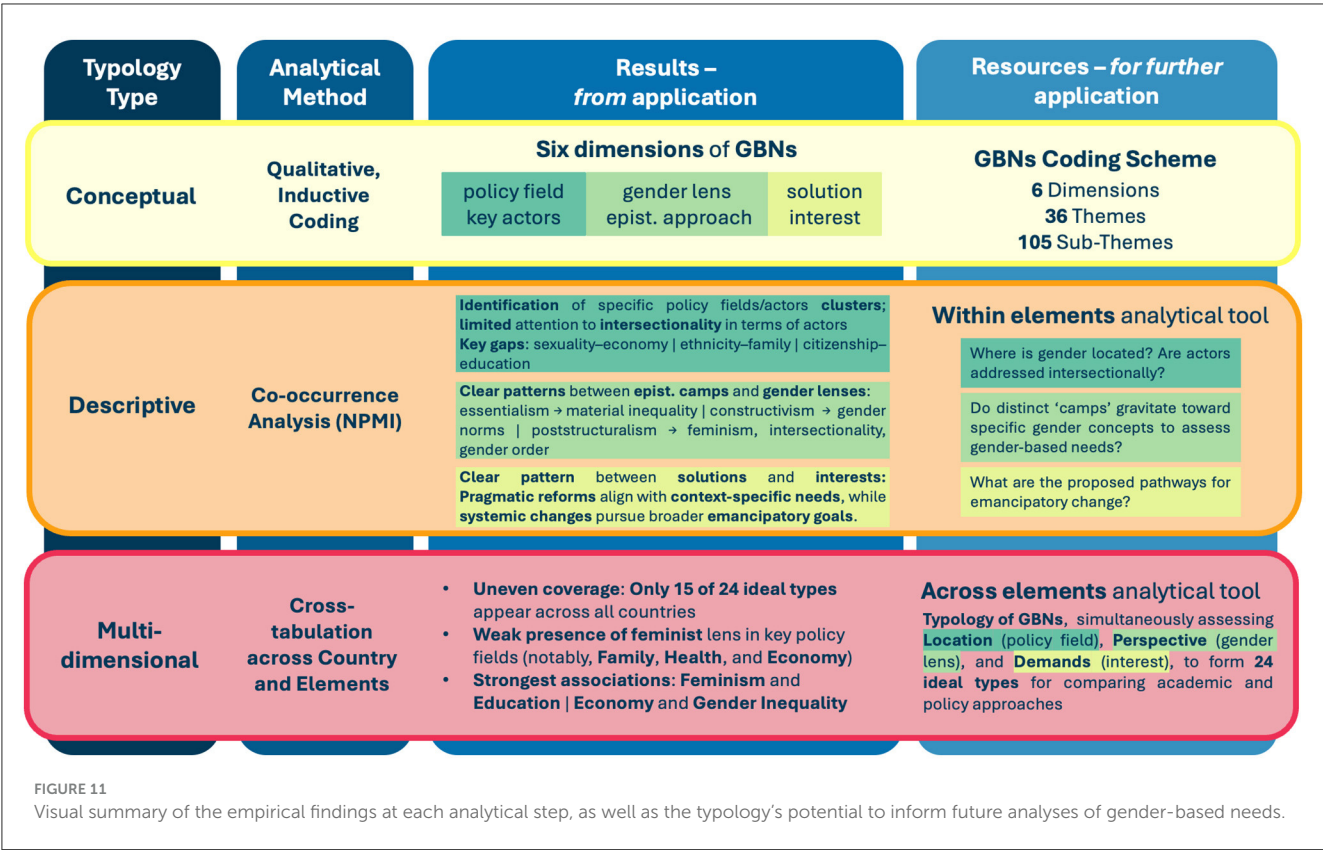 Typology
Type
Analytical
Method
Results –
from application
Resources – for further
application
Conceptual
Qualitative,
Inductive
Coding
Six dimensions of GBNs
policy field
key actors
gender lens
epist. approach
solution
interest
GBNs Coding Scheme
6 Dimensions
36 Themes
105 Sub-Themes
Descriptive
Co-occurrence
Analysis (NPMI)
Identification of specific policy fields/actors clusters;
limited attention to intersectionality in terms of actors
Key gaps: sexuality–economy | ethnicity–family | citizenship–
education
Clear patterns between epist. camps and gender lenses:
essentialism → material inequality | constructivism → gender
norms | poststructuralism → feminism, intersectionality,
gender order
Clear pattern between solutions and interests:
Pragmatic reforms align with context-specific needs, while
systemic changes pursue broader emancipatory goals.
Within elements analytical tool
Where is gender located? Are actors
addressed intersectionally?
Do distinct ‘camps’ gravitate toward
specific gender concepts to assess
gender-based needs?
What are the proposed pathways for
emancipatory change?
Multi-
dimensional
Cross-
tabulation
across Country
and Elements
• Uneven coverage: Only 15 of 24 ideal types
appear across all countries
• Weak presence of feminist lens in key policy
fields (notably, Family, Health, and Economy)
• Strongest associations: Feminism and
Education | Economy and Gender Inequality
Across elements analytical tool
Typology of GBNs, simultaneously assessing
Location (policy field), Perspective (gender
lens), and Demands (interest), to form 24
ideal types for comparing academic and
policy approaches
FIGURE 11
Visual summary of the empirical findings at each analytical step, as well as the typology's potential to inform future analyses of gender-based needs.